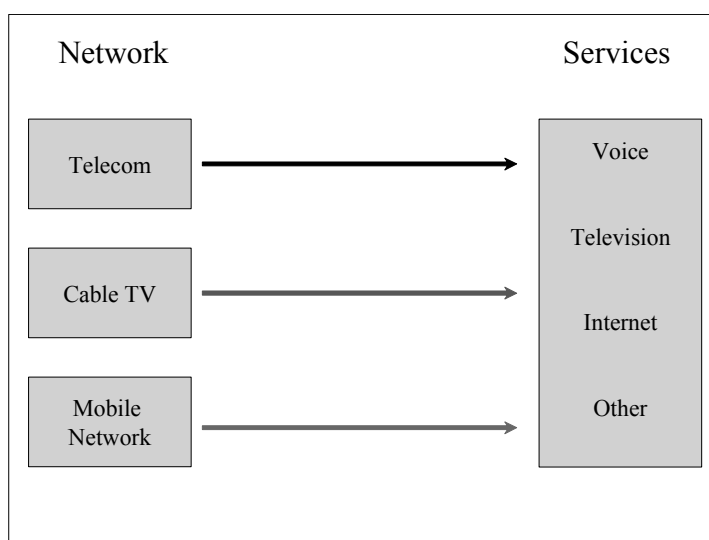 Network
Services
Telecom
Cable TV
Mobile
Network
Voice
Television
Internet
Other